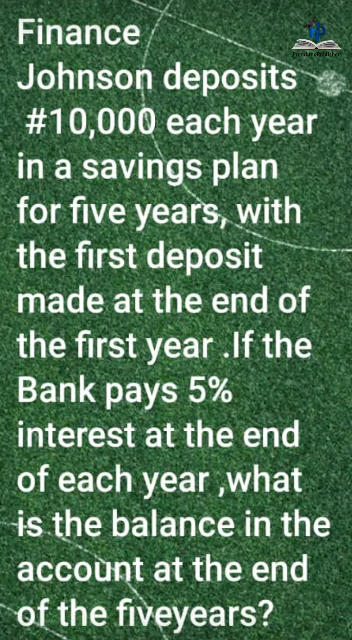 Finance
Johnson deposits
#10,000 each year
in a savings plan
for five years, with
the first deposit
made at the end of
the first year .If the
Bank pays 5%
interest at the end
of each year ,what
is the balance in the
account at the end
of the fiveyears?